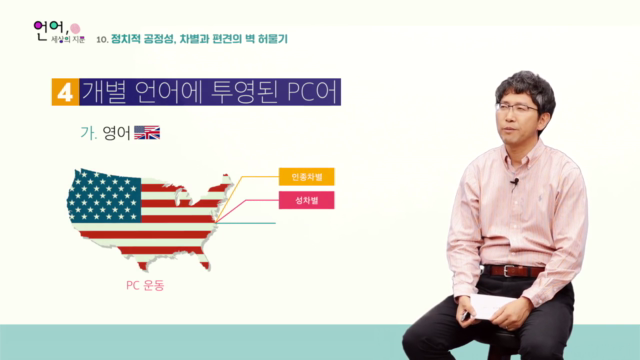 언어,
세상의 지문
10. 정치적 공정성, 차별과 편견의 벽 허물기
4 개별 언어에 투영된 PC어
가. 영어
인종차별
성차별
PC 운동